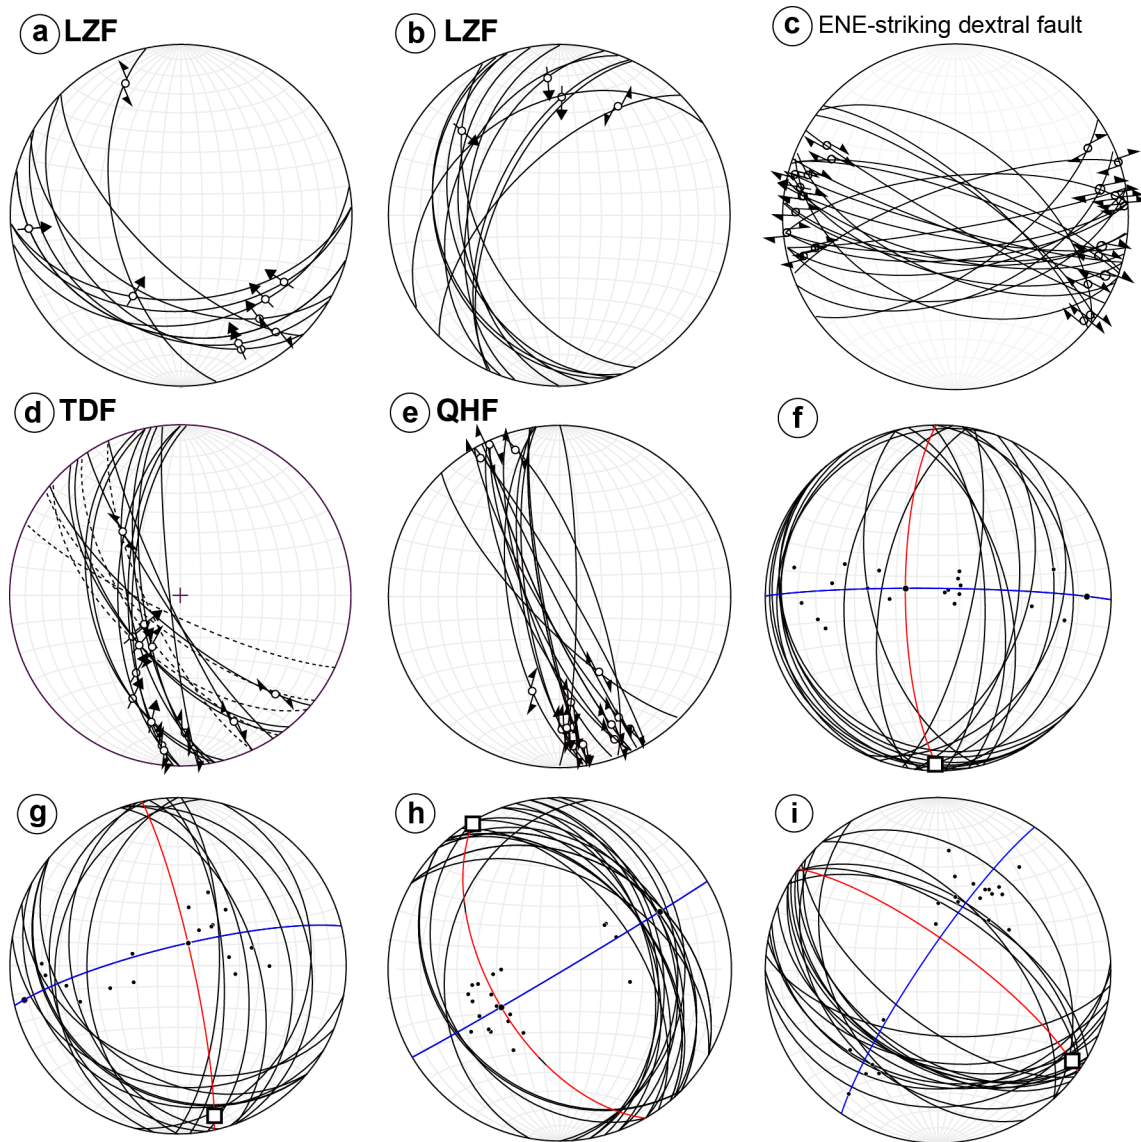 a LZF
b LZF
c ENE-striking dextral fault
d TDF
e QHF
f
g
h
i